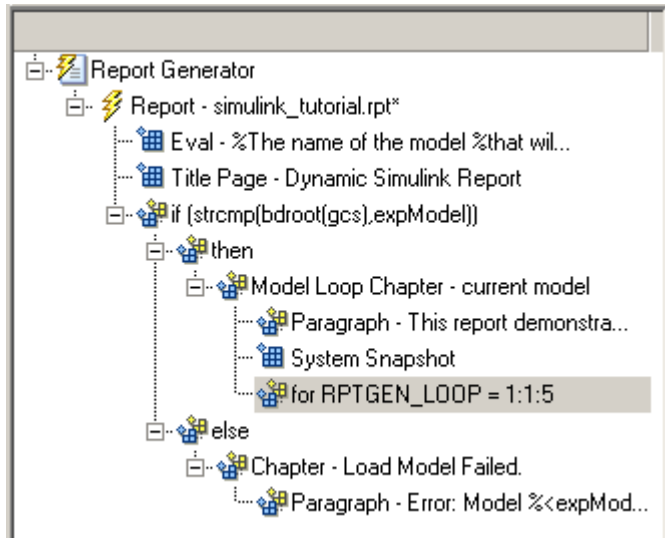 Report Generator
Report - simulink_tutorial.rpt*
Eval - %The name of the model %that wil...
Title Page - Dynamic Simulink Report
if (strcmp(bdroot(gcs),expModel))
then
Model Loop Chapter - current model
Paragraph - This report demonstra...
System Snapshot
for RPTGEN_LOOP = 1:1:5
else
Chapter - Load Model Failed.
Paragraph - Error: Model %<expMod...